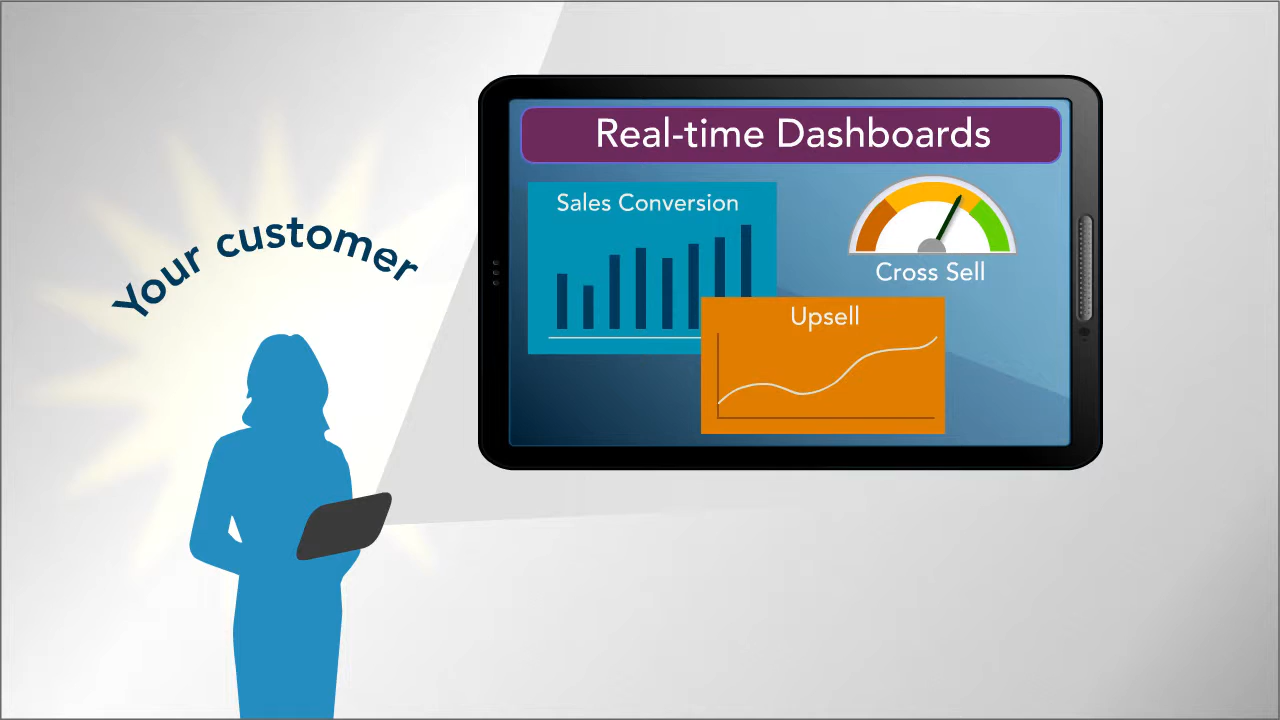 Your customer
Real-time Dashboards
Sales Conversion
Cross Sell
Upsell